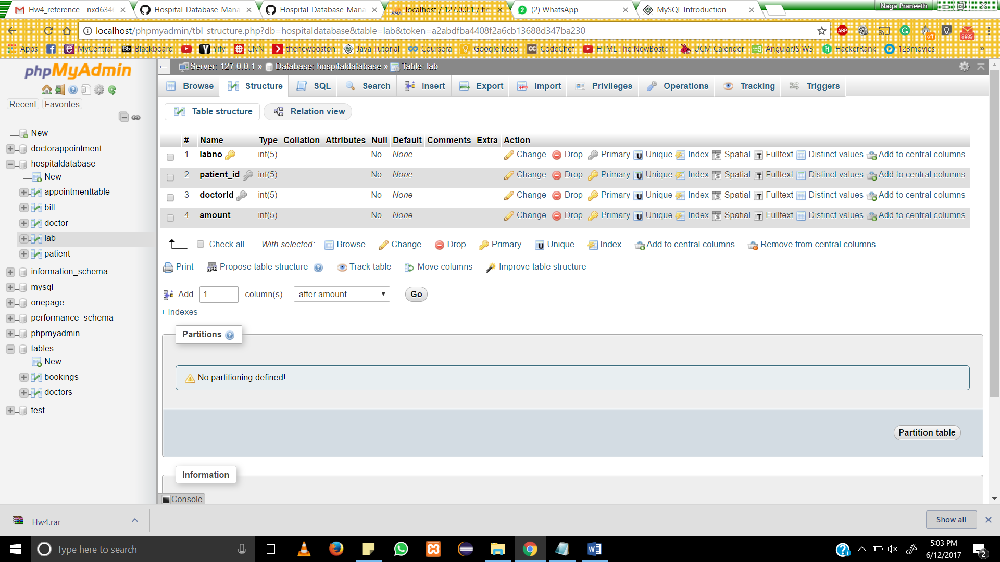 Hw4_reference - nxd6346
Hospital-Database-Mana
Hospital-Database-Mana
localhost / 127.0.0.1 / ho
(2) WhatsApp
MySQL Introduction
Naga Praneeth
localhost/phpmyadmin/tbl_structure.php?db=hospitaldatabase&table=lab&token=a2abdfba4408f2a6cb13688d347ba230
ABP
off
8685
Apps
MyCentral
Blackboard
Yify
CNN
thenewboston
Java Tutorial
Coursera
Google Keep
CodeChef
HTML The NewBosto
UCM Calender
AngularJS W3
HackerRank
123movies
»
phpMyAdmin
Recent
Favorites
New
doctorappointment
hospitaldatabase
New
appointmenttable
bill
doctor
lab
patient
information_schema
mysql
onepage
performance_schema
phpmyadmin
tables
New
bookings
doctors
test
Server: 127.0.0.1 » Database: hospitaldatabase » Table: lab
Browse Structure SQL Search Insert Export Import Privileges Operations Tracking Triggers
Table structure Relation view
# Name Type Collation Attributes Null Default Comments Extra Action
1 labno int(5) No None Change Drop Primary Unique Index Spatial Fulltext Distinct values Add to central columns
2 patient_id int(5) No None Change Drop Primary Unique Index Spatial Fulltext Distinct values Add to central columns
3 doctorid int(5) No None Change Drop Primary Unique Index Spatial Fulltext Distinct values Add to central columns
4 amount int(5) No None Change Drop Primary Unique Index Spatial Fulltext Distinct values Add to central columns
Check all With selected: Browse Change Drop Primary Unique Index Add to central columns Remove from central columns
Print Propose table structure Track table Move columns Improve table structure
Add 1 column(s) after amount Go
+ Indexes
Partitions
No partitioning defined!
Partition table
Information
Console
Hw4.rar
Show all
Type here to search
5:03 PM
6/12/2017
2